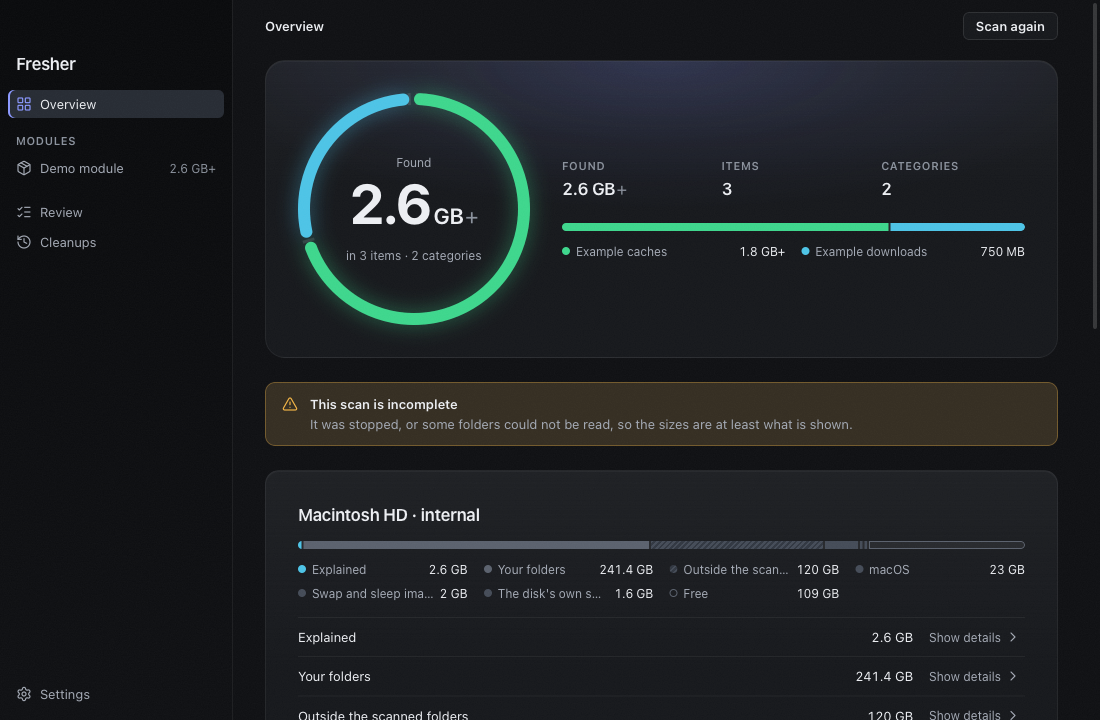 Overview
Scan again
Fresher
Overview
MODULES
Demo module 2.6 GB+
Review
Cleanups
Settings
Found
2.6 GB+
in 3 items · 2 categories
FOUND ITEMS CATEGORIES
2.6 GB+ 3 2
Example caches 1.8 GB+ Example downloads 750 MB
This scan is incomplete
It was stopped, or some folders could not be read, so the sizes are at least what is shown.
Macintosh HD · internal
Explained 2.6 GB Your folders 241.4 GB Outside the scan... 120 GB macOS 23 GB
Swap and sleep ima... 2 GB The disk's own s... 1.6 GB Free 109 GB
Explained 2.6 GB Show details
Your folders 241.4 GB Show details
Outside the scanned folders 120 GB Show details